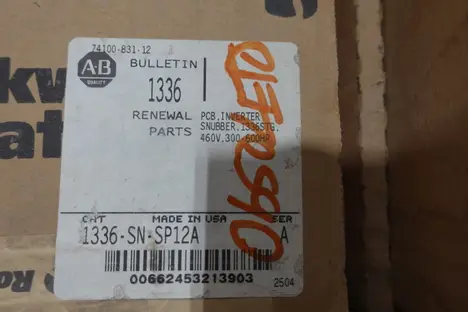 74100-831-12
A-B
QUALITY
BULLETIN
1336
RENEWAL PARTS
PCB,INVERTER
SNUBBER,1336STG,
460V,300-600HP
CAT
MADE IN USA
SER
1336-SN-SP12A
A
00662453213903
2504